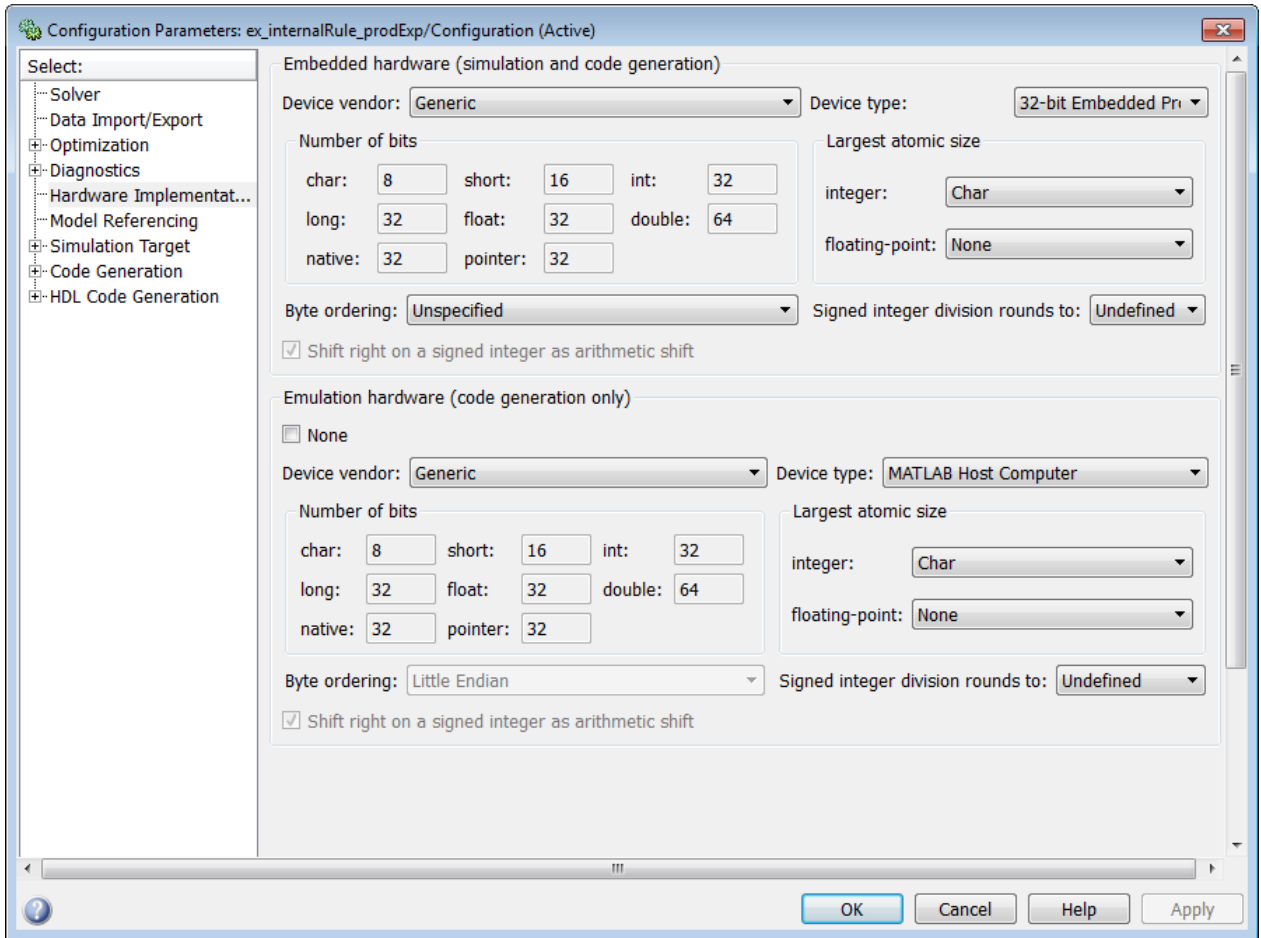 Configuration Parameters: ex_internalRule_prodExp/Configuration (Active)
Select:
Solver
Data Import/Export
Optimization
Diagnostics
Hardware Implementat...
Model Referencing
Simulation Target
Code Generation
HDL Code Generation
Embedded hardware (simulation and code generation)
Device vendor: Generic Device type: 32-bit Embedded Pro
Number of bits Largest atomic size
char: 8 short: 16 int: 32
integer: Char
long: 32 float: 32 double: 64
floating-point: None
native: 32 pointer: 32
Byte ordering: Unspecified Signed integer division rounds to: Undefined
Shift right on a signed integer as arithmetic shift
Emulation hardware (code generation only)
None
Device vendor: Generic Device type: MATLAB Host Computer
Number of bits Largest atomic size
char: 8 short: 16 int: 32
integer: Char
long: 32 float: 32 double: 64
floating-point: None
native: 32 pointer: 32
Byte ordering: Little Endian Signed integer division rounds to: Undefined
Shift right on a signed integer as arithmetic shift
? OK Cancel Help Apply